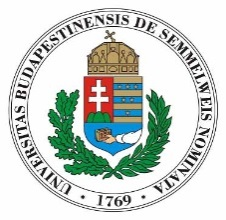 UNIVERSITAS BUDAPESTINENSIS DE SEMMELWEIS NOMINATA
· 1769 ·